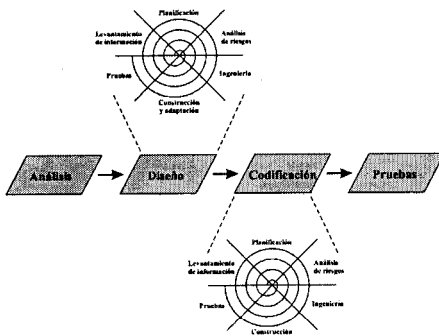 Planificación
Levantamiento
de información
Análisis
de riesgos
Pruebas
Ingeniería
Construcción
y adaptación
Análisis
Diseño
Codificación
Pruebas
Planificación
Levantamiento
de información
Análisis
de riesgos
Pruebas
Ingeniería
Construcción